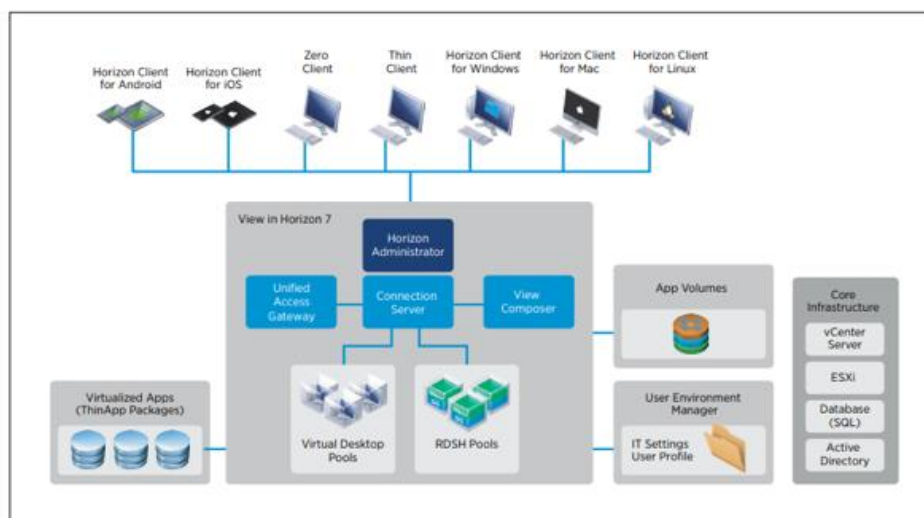 Horizon Client
for Android
Horizon Client
for iOS
Zero
Client
Thin
Client
Horizon Client
for Windows
Horizon Client
for Mac
Horizon Client
for Linux
View in Horizon 7
Horizon
Administrator
Unified
Access
Gateway
Connection
Server
View
Composer
Virtual Desktop
Pools
RDSH Pools
Virtualized Apps
(ThinApp Packages)
App Volumes
User Environment
Manager
IT Settings
User Profile
Core
Infrastructure
vCenter
Server
ESXi
Database
(SQL)
Active
Directory